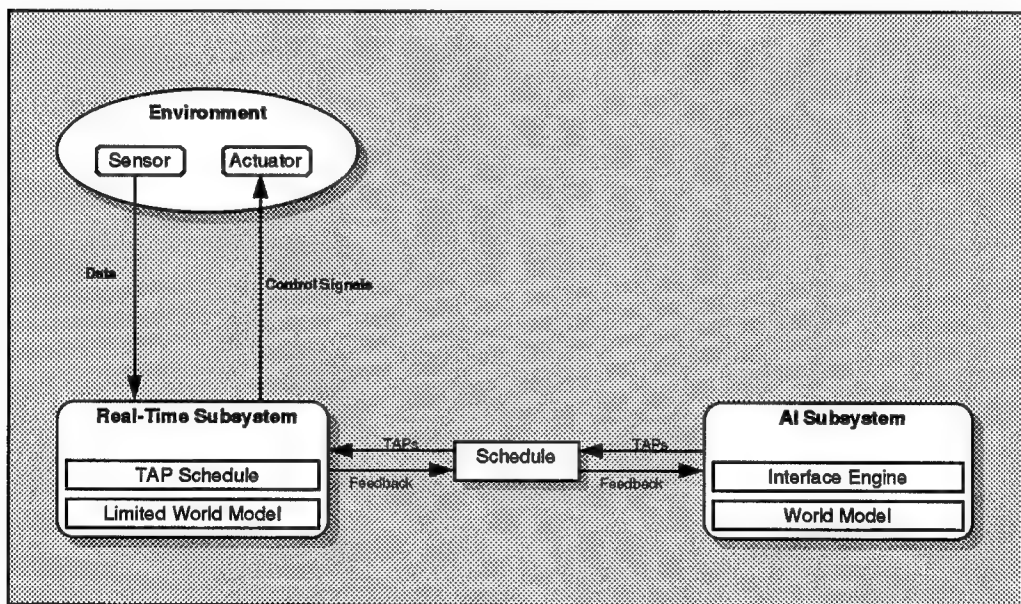 Environment
Sensor
Actuator
Data
Control Signals
Real-Time Subsystem
TAP Schedule
Limited World Model
TAPs
Feedback
Schedule
TAPs
Feedback
AI Subsystem
Interface Engine
World Model